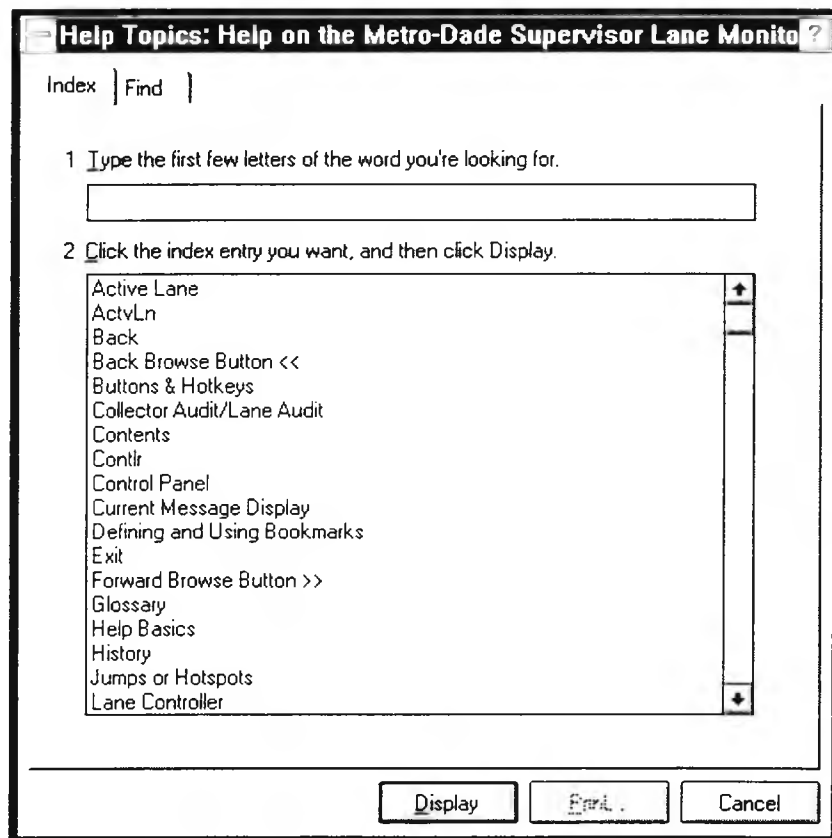 Help Topics: Help on the Metro-Dade Supervisor Lane Monito ?
Index Find
1 Type the first few letters of the word you're looking for.
2 Click the index entry you want, and then click Display.
Active Lane
ActvLn
Back
Back Browse Button <<
Buttons & Hotkeys
Collector Audit/Lane Audit
Contents
Contlr
Control Panel
Current Message Display
Defining and Using Bookmarks
Exit
Forward Browse Button >>
Glossary
Help Basics
History
Jumps or Hotspots
Lane Controller
Display Print... Cancel